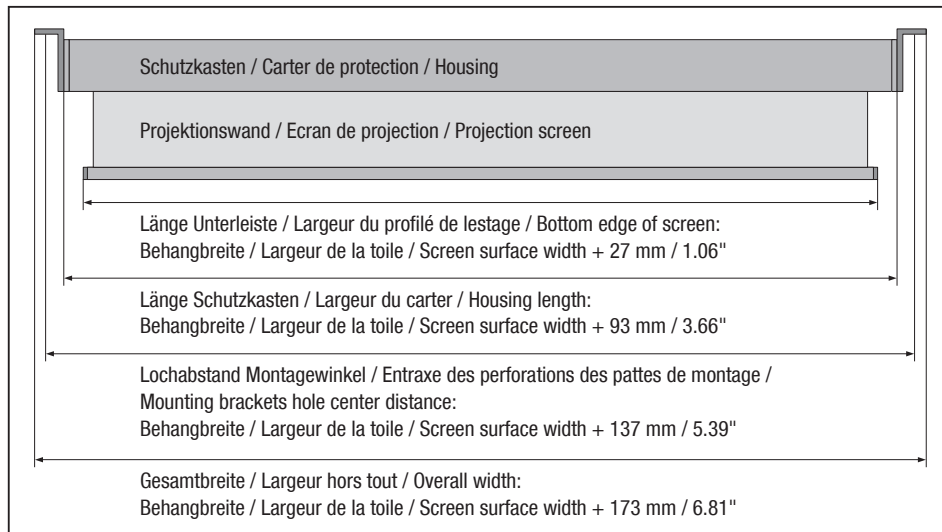 Schutzkasten / Carter de protection / Housing
Projektionswand / Ecran de projection / Projection screen
Länge Unterleiste / Largeur du profilé de lestage / Bottom edge of screen:
Behangbreite / Largeur de la toile / Screen surface width + 27 mm / 1.06"
Länge Schutzkasten / Largeur du carter / Housing length:
Behangbreite / Largeur de la toile / Screen surface width + 93 mm / 3.66"
Lochabstand Montagewinkel / Entraxe des perforations des pattes de montage /
Mounting brackets hole center distance:
Behangbreite / Largeur de la toile / Screen surface width + 137 mm / 5.39"
Gesamtbreite / Largeur hors tout / Overall width:
Behangbreite / Largeur de la toile / Screen surface width + 173 mm / 6.81"